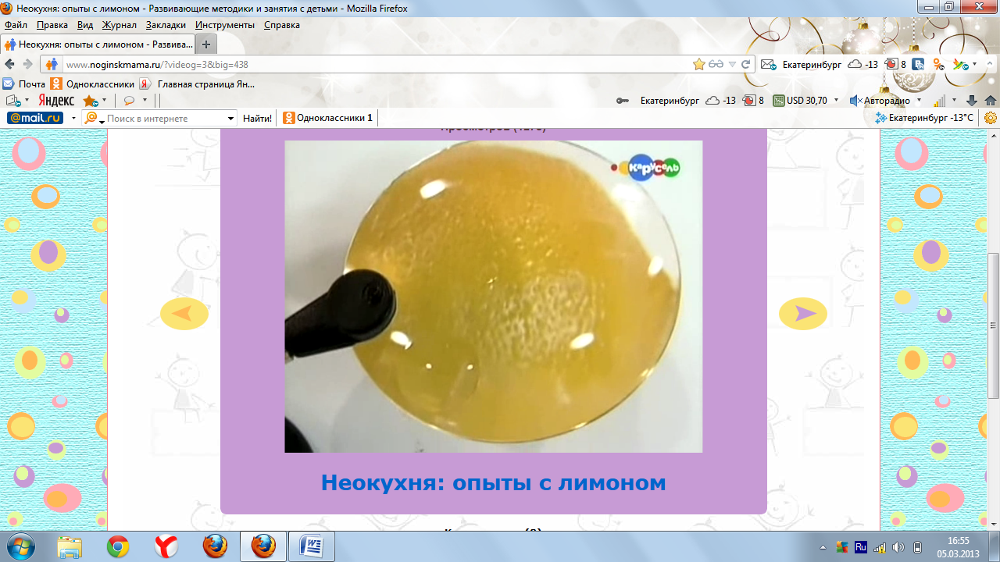 Неокухня: опыты с лимоном - Развивающие методики и занятия с детьми - Mozilla Firefox
Файл Правка Вид Журнал Закладки Инструменты Справка
Неокухня: опыты с лимоном - Развива...
www.noginskmama.ru/?videog=3&big=438
Екатеринбург -13 8
Почта Одноклассники Я Главная страница Ян...
Яндекс
Екатеринбург -13 8 USD 30,70 Авторадио
@mail.ru Поиск в интернете Найти! Одноклассники 1
Екатеринбург -13°C
карусель
Неокухня: опыты с лимоном
Ru
16:55
05.03.2013